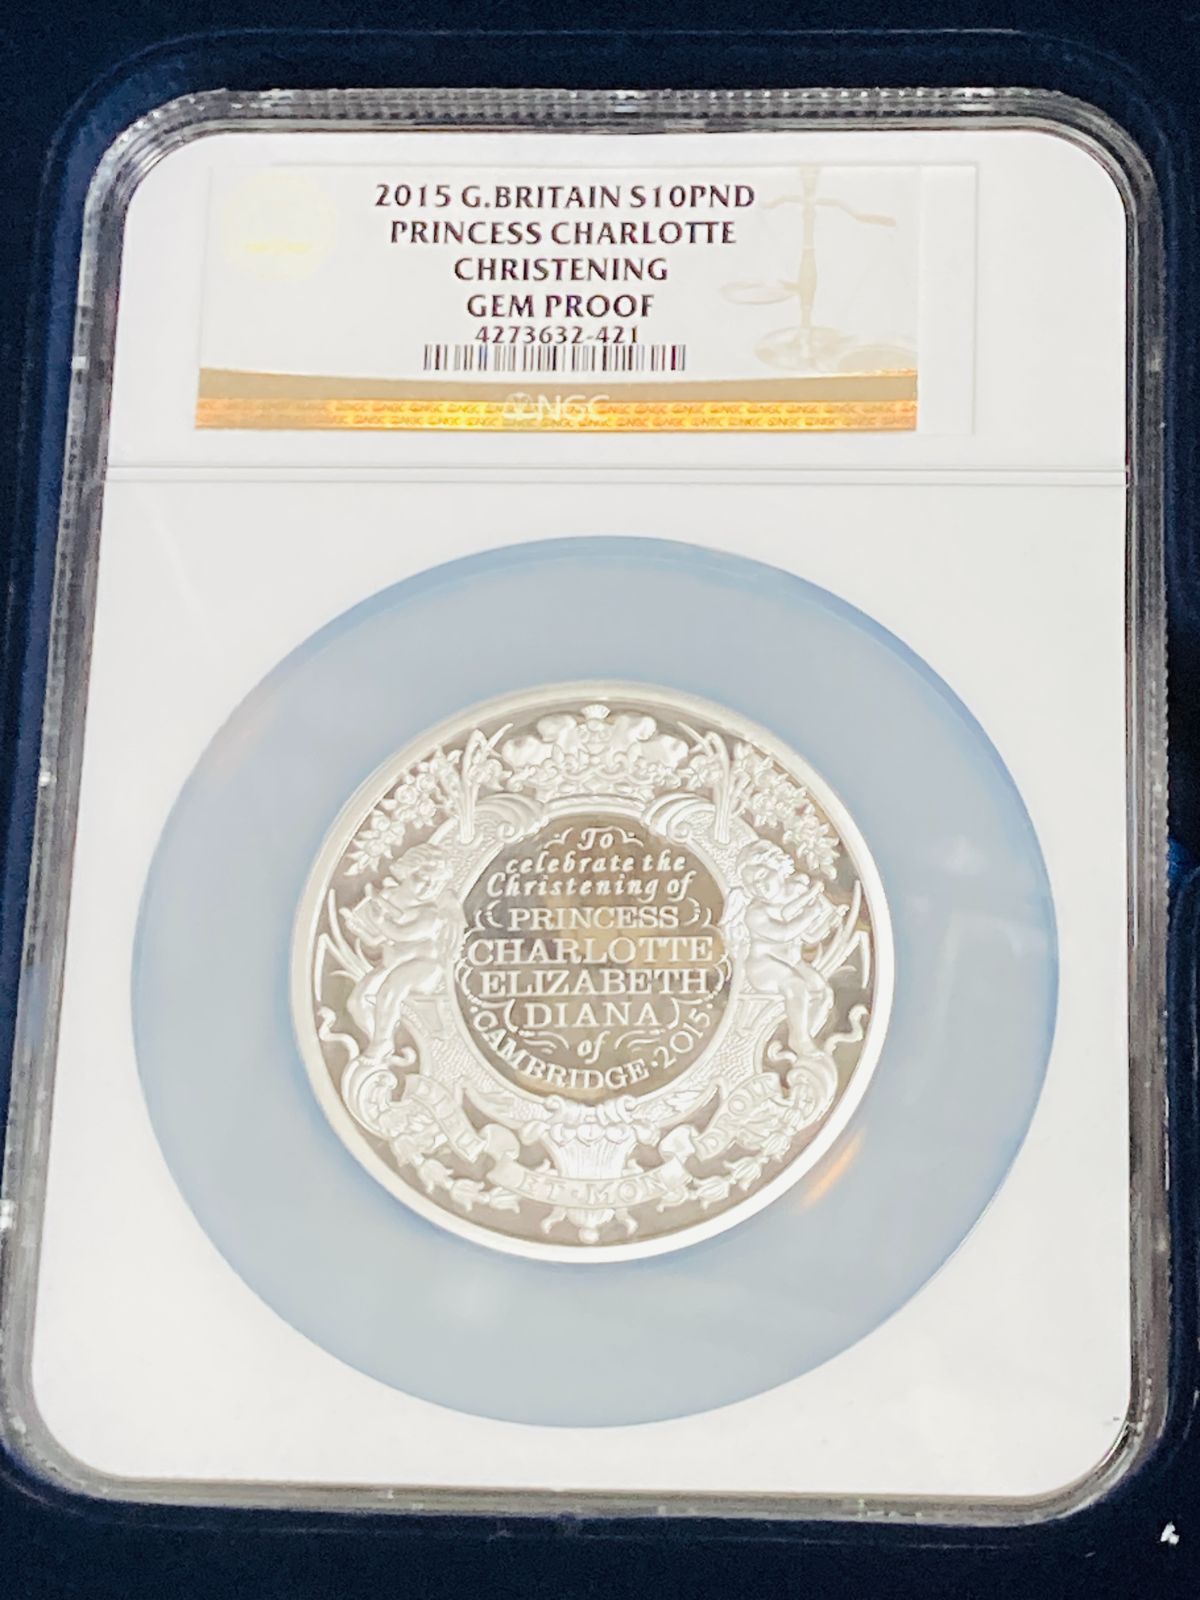 2015 G.BRITAIN S10PND
PRINCESS CHARLOTTE
CHRISTENING
GEM PROOF
4273632-421
NGC
To
celebrate the
Christening of
PRINCESS
CHARLOTTE
ELIZABETH
DIANA
of
CAMBRIDGE·2015
DIEU ET·MON DROIT